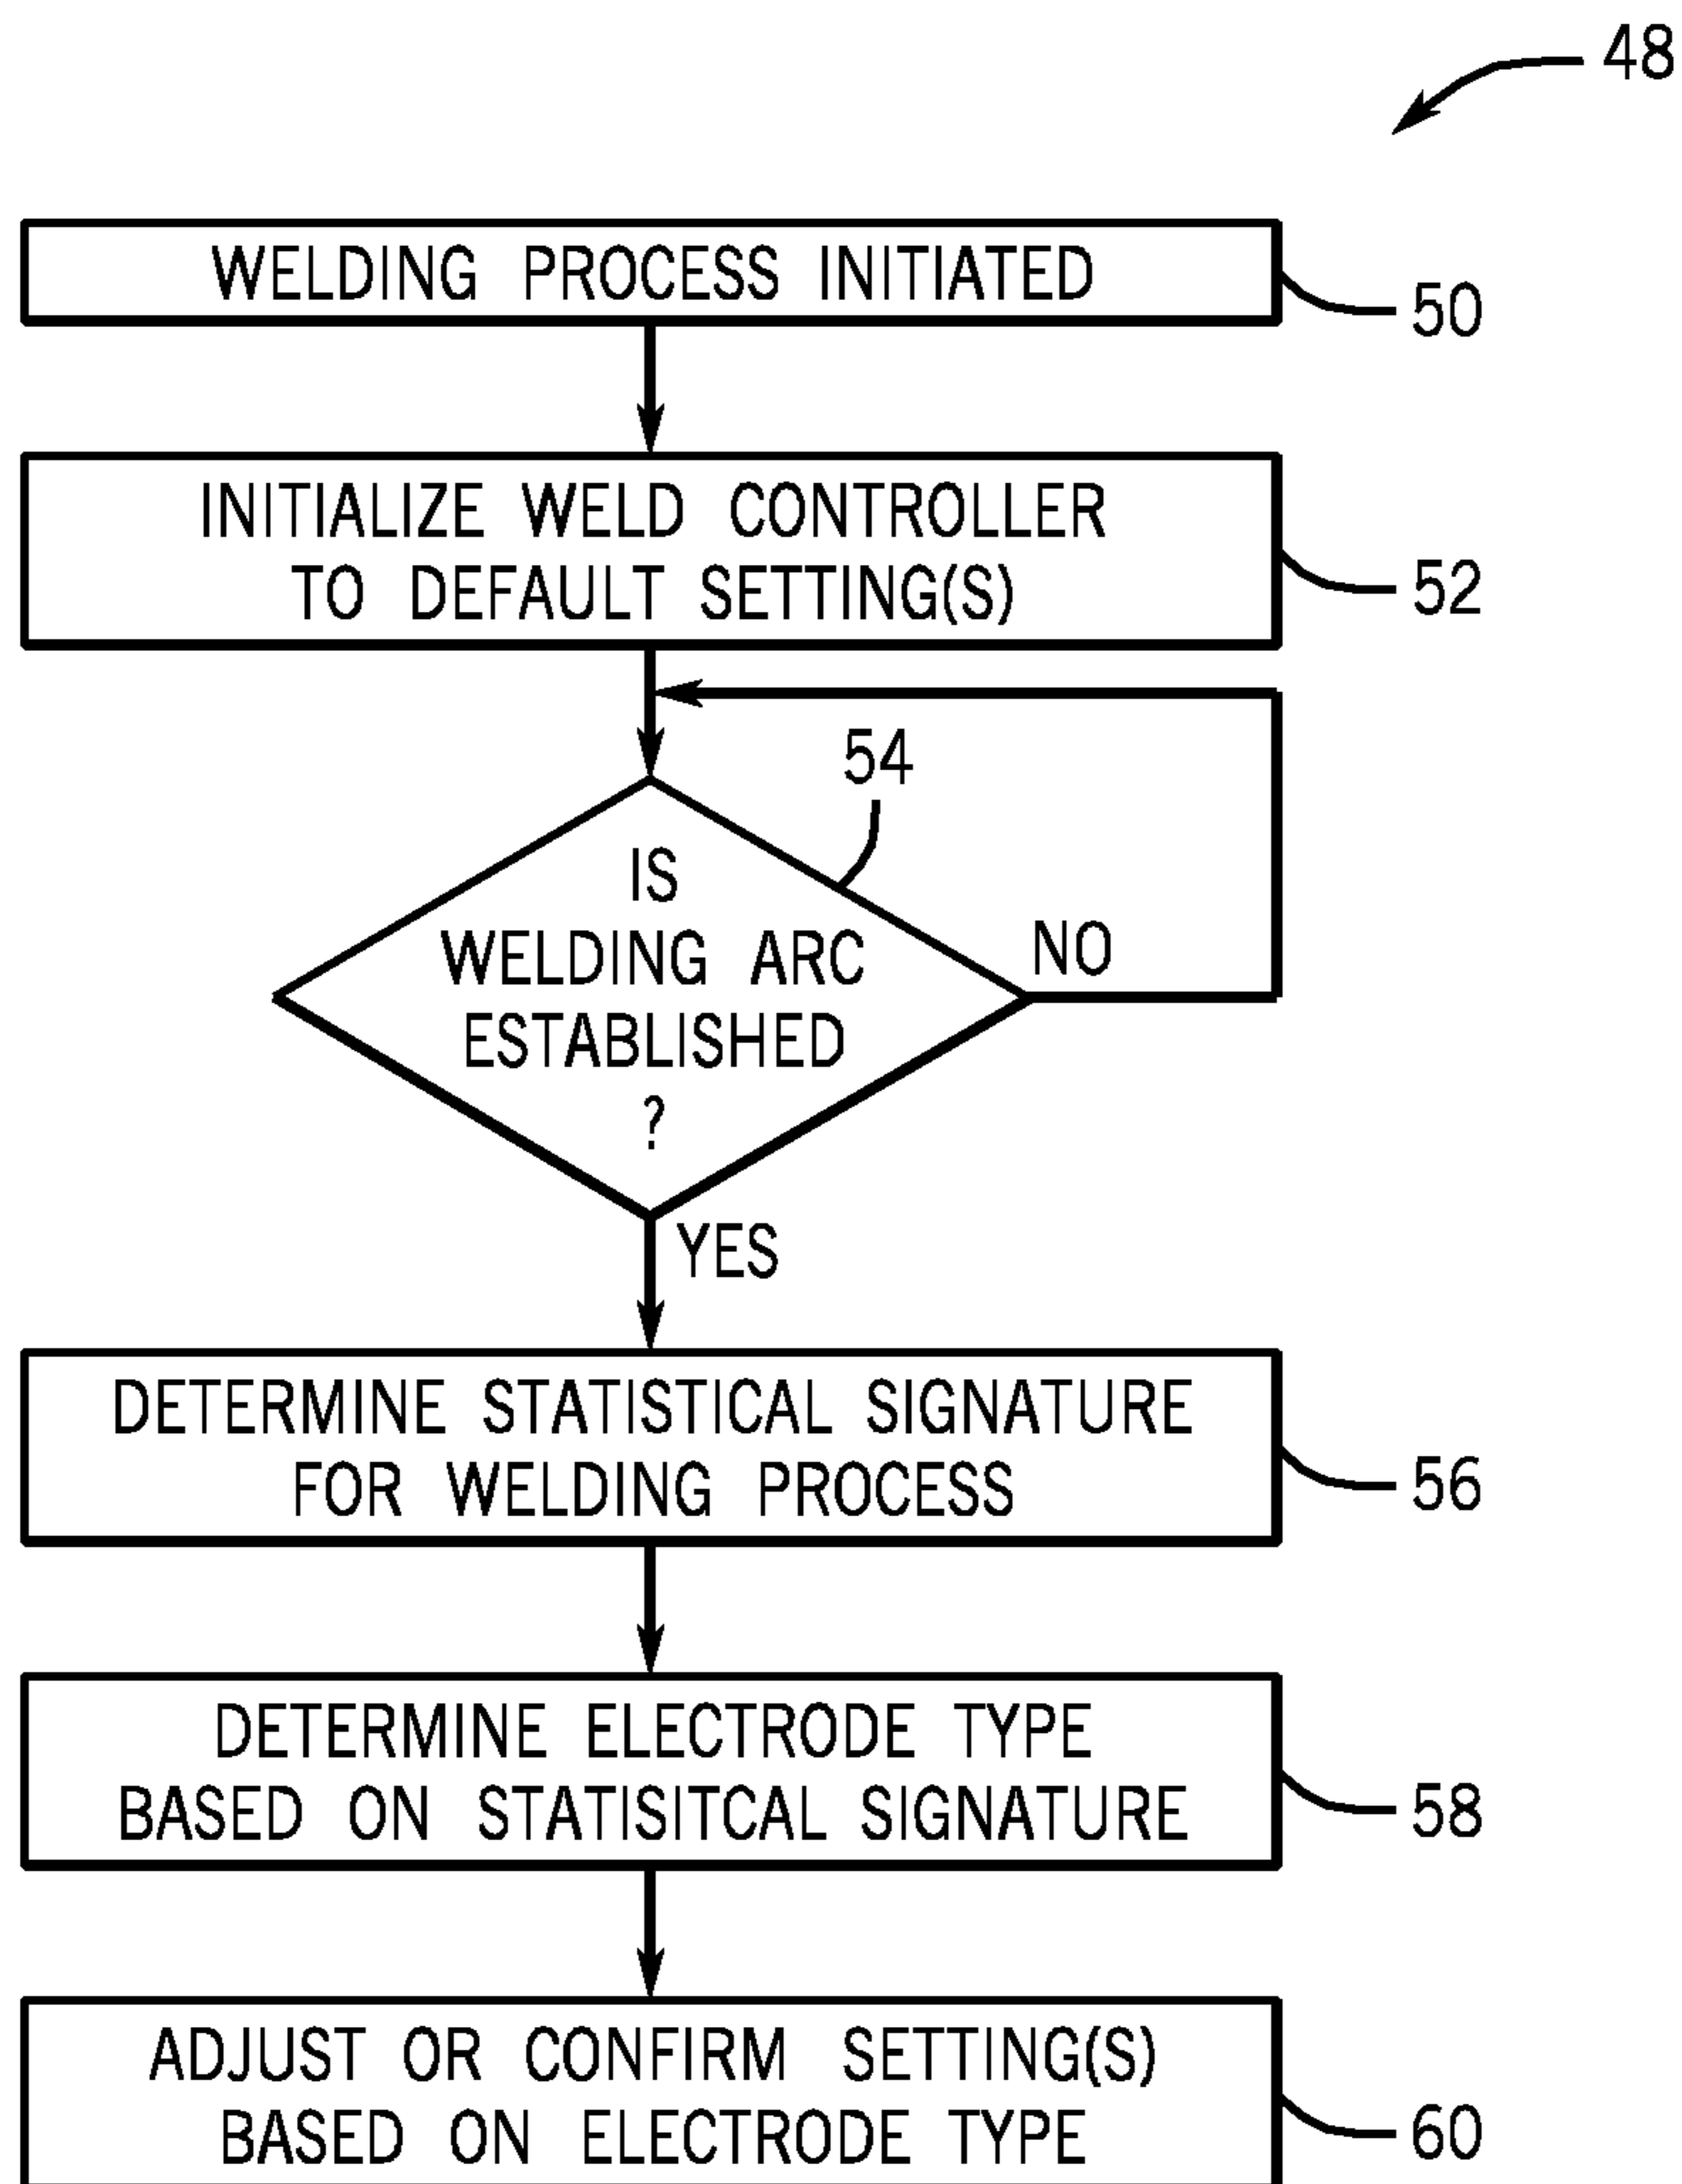 48
WELDING PROCESS INITIATED
50
INITIALIZE WELD CONTROLLER
TO DEFAULT SETTING(S)
52
54
IS
WELDING ARC
ESTABLISHED
?
NO
YES
DETERMINE STATISTICAL SIGNATURE
FOR WELDING PROCESS
56
DETERMINE ELECTRODE TYPE
BASED ON STATISITCAL SIGNATURE
58
ADJUST OR CONFIRM SETTING(S)
BASED ON ELECTRODE TYPE
60